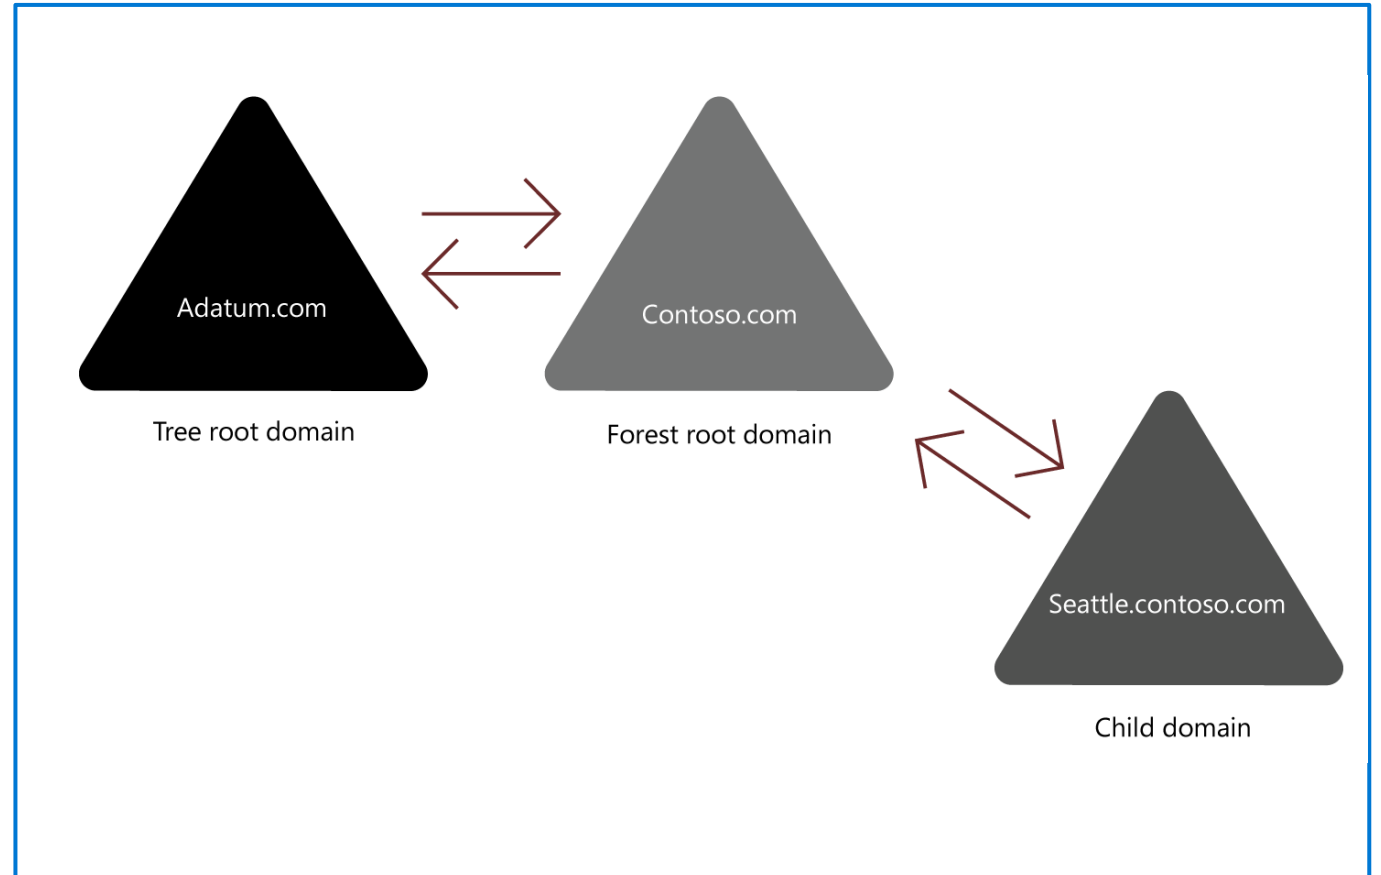 Adatum.com
Contoso.com
Tree root domain
Forest root domain
Seattle.contoso.com
Child domain